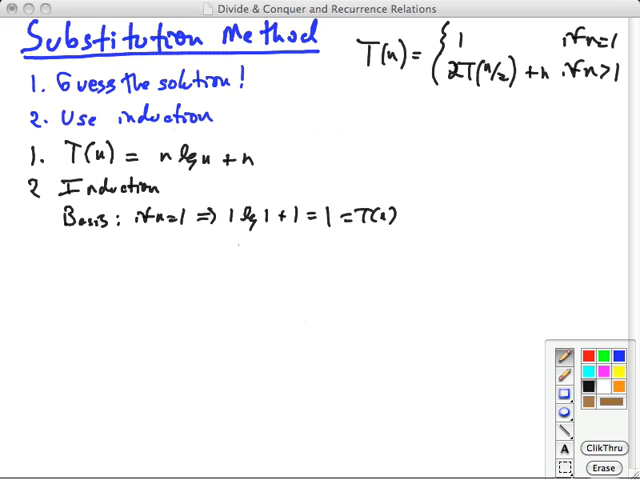 Divide & Conquer and Recurrence Relations
Substitution Method
T(n) = { 1 if n=1
2T(n/2) + n if n>1
1. Guess the solution!
2. Use induction
1. T(n) = n lg n + n
2 Induction
Basis: if n=1 ⇒ 1 lg 1 + 1 = 1 = T(n)
A
ClikThru
Erase